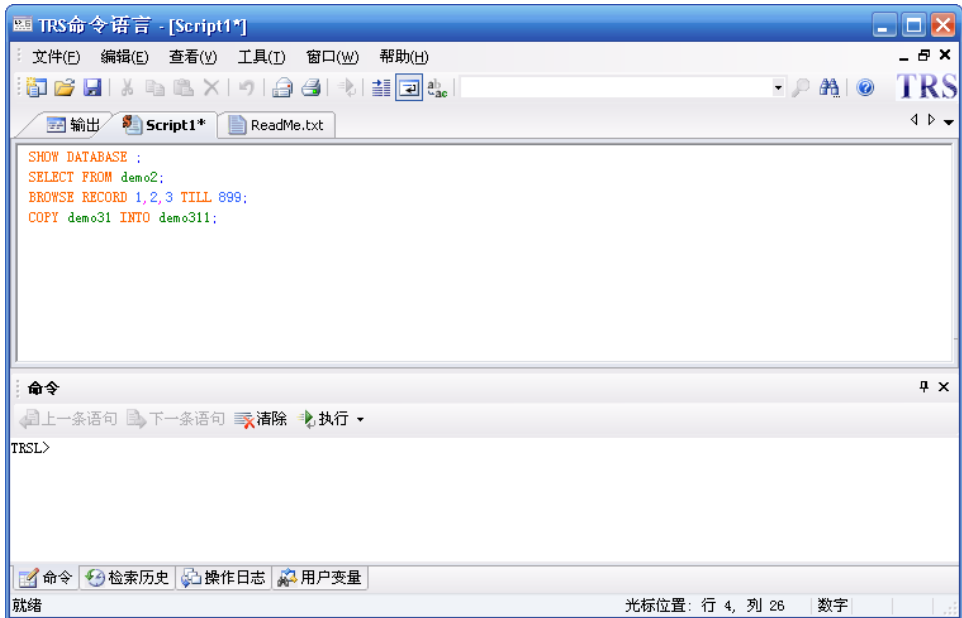 TRS命令语言 - [Script1*]
文件(F) 编辑(E) 查看(V) 工具(T) 窗口(W) 帮助(H)
ab ac TRS
输出 Script1* ReadMe.txt
SHOW DATABASE ;
SELECT FROM demo2;
BROWSE RECORD 1,2,3 TILL 899;
COPY demo31 INTO demo311;
命令
上一条语句 下一条语句 清除 执行
TRSL>
命令 检索历史 操作日志 用户变量
就绪 光标位置: 行 4, 列 26 数字